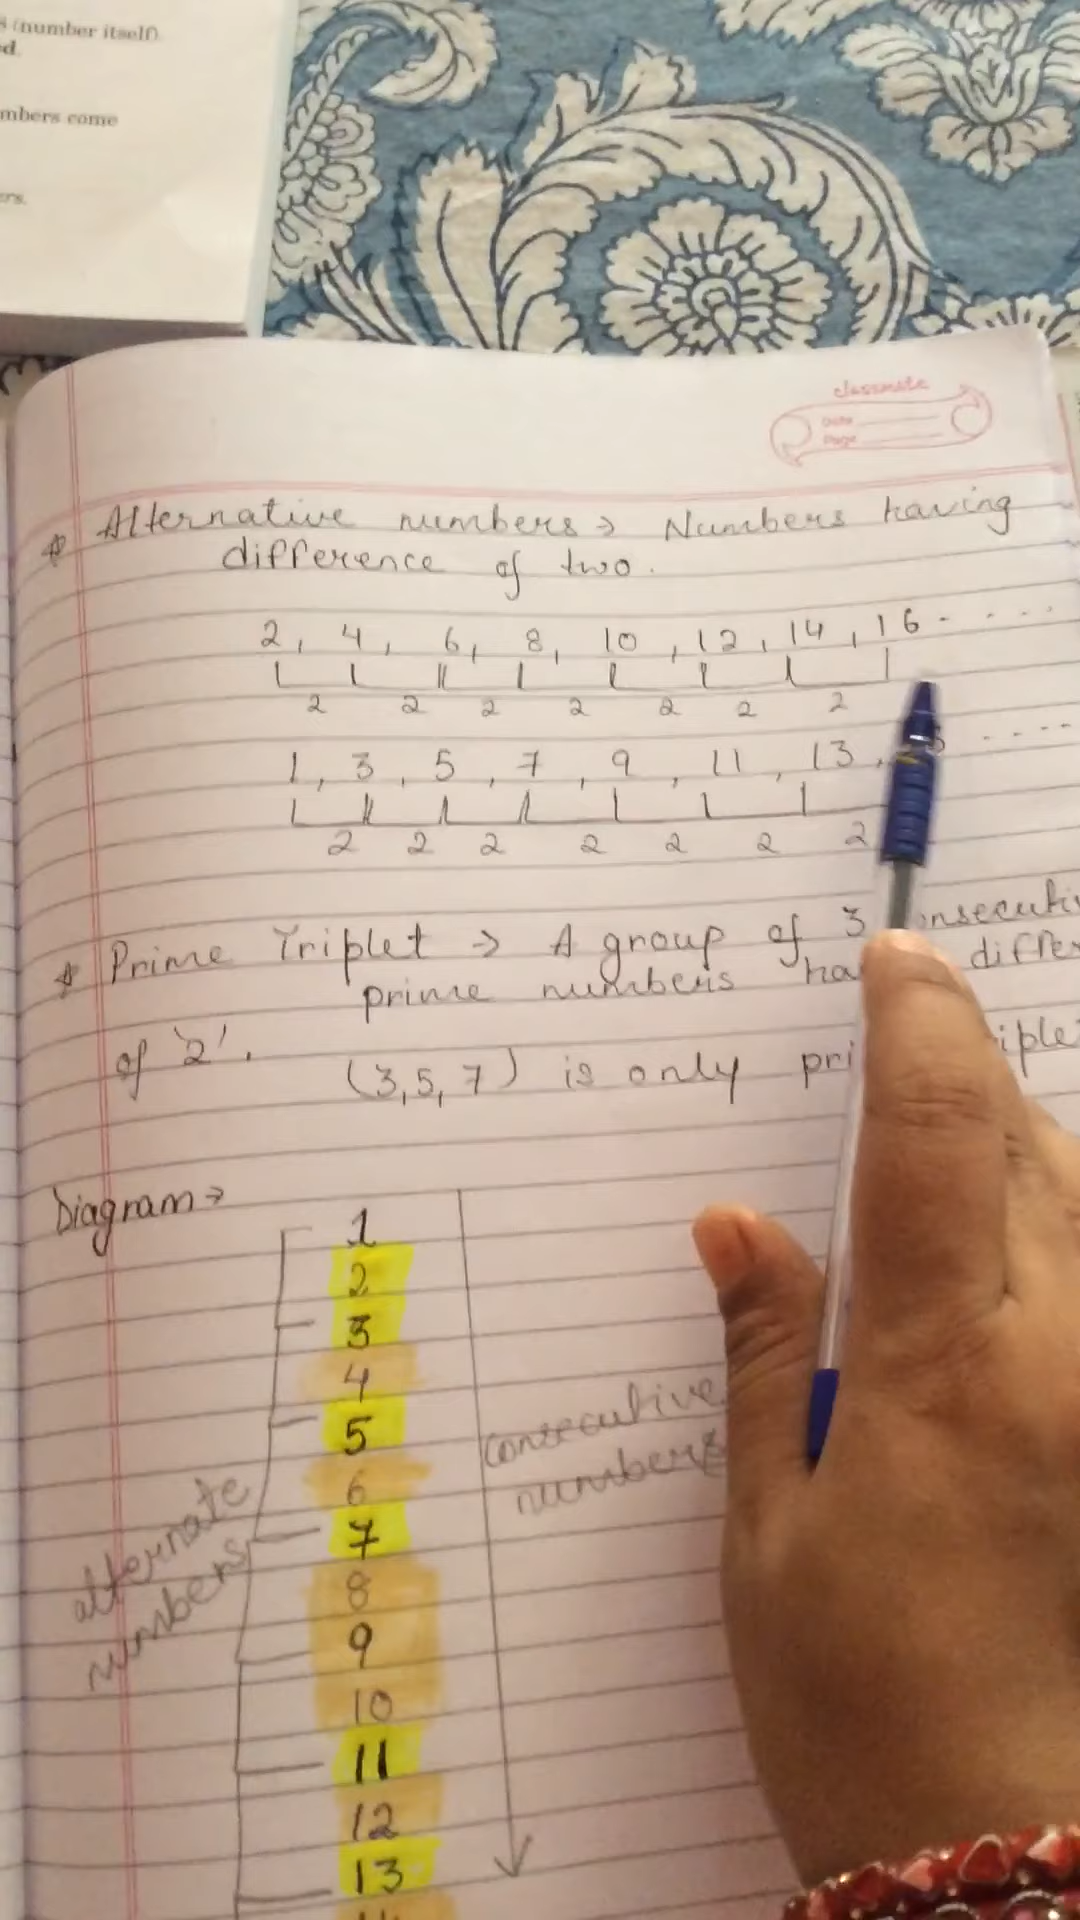 (number itself)
come
classmate
Date
Page
Alternative numbers → Numbers having
difference of two.
2, 4, 6, 8, 10, 12, 14, 16 - ....
2 2 2 2 2 2 2
1, 3, 5, 7, 9, 11, 13,
2 2 2 2 2 2 2
Prime Triplet → A group of 3
prime numbers
of '2'.
(3,5,7) is only
Diagram →
1
2
3
4
5
6
7
8
9
10
11
12
13
alternate
numbers
consecutive
numbers